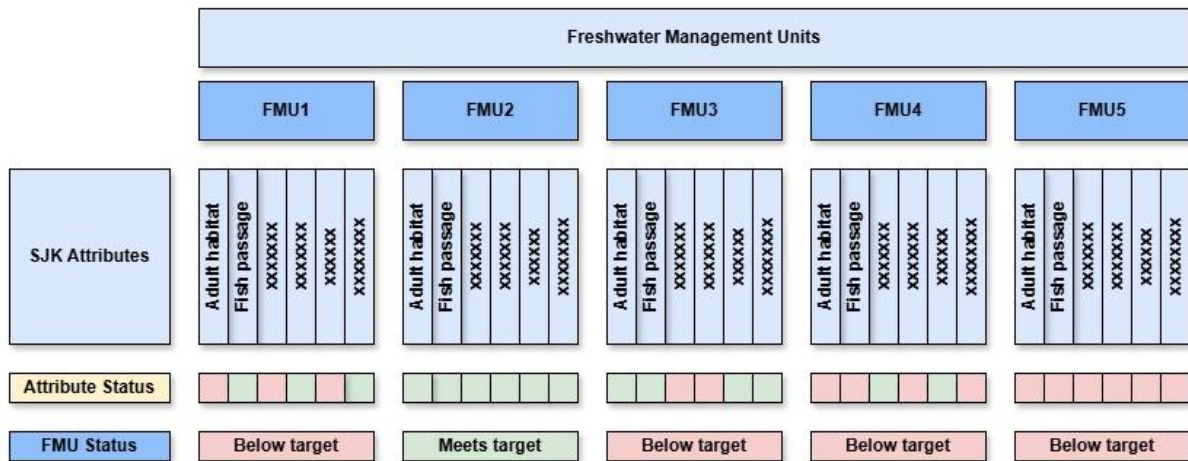 Freshwater Management Units
FMU1 FMU2 FMU3 FMU4 FMU5
SJK Attributes
Adult habitat
Fish passage
xxxxxxx
xxxxxxx
xxxxxx
xxxxxxxx
Adult habitat
Fish passage
xxxxxxx
xxxxxxx
xxxxxx
xxxxxxxx
Adult habitat
Fish passage
xxxxxxx
xxxxxxx
xxxxxx
xxxxxxxx
Adult habitat
Fish passage
xxxxxxx
xxxxxxx
xxxxxx
xxxxxxxx
Adult habitat
Fish passage
xxxxxxx
xxxxxxx
xxxxxx
xxxxxxxx
Attribute Status
FMU Status Below target Meets target Below target Below target Below target